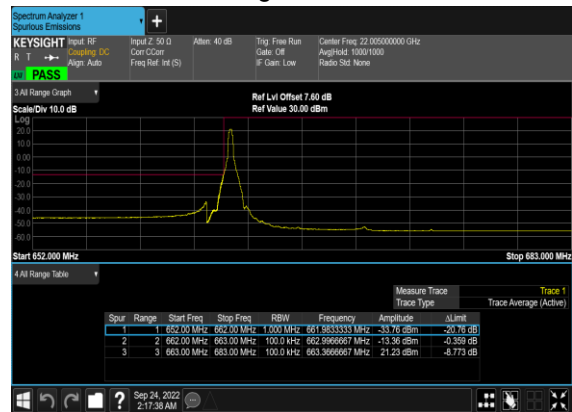 Spectrum Analyzer 1
Spurious Emissions
+
KEYSIGHT Input: RF Input Z: 50 Ω Atten: 40 dB Trig: Free Run Center Freq: 22.005000000 GHz
R T Coupling: DC Corr CCorr Gate: Off Avg|Hold: 1000/1000
Align: Auto Freq Ref: Int (S) IF Gain: Low Radio Std: None
PASS
3 All Range Graph
Ref Lvl Offset 7.60 dB
Scale/Div 10.0 dB Ref Value 30.00 dBm
Log
20.0
10.0
0.00
-10.0
-20.0
-30.0
-40.0
-50.0
-60.0
Start 652.000 MHz Stop 683.000 MHz
4 All Range Table
Measure Trace Trace 1
Trace Type Trace Average (Active)
Spur Range Start Freq Stop Freq RBW Frequency Amplitude ΔLimit
1 1 652.00 MHz 662.00 MHz 1.000 MHz 661.9833333 MHz -33.76 dBm -20.76 dB
2 2 662.00 MHz 663.00 MHz 100.0 kHz 662.9966667 MHz -13.36 dBm -0.359 dB
3 3 663.00 MHz 683.00 MHz 100.0 kHz 663.3666667 MHz 21.23 dBm -8.773 dB
? Sep 24, 2022
2:17:38 AM